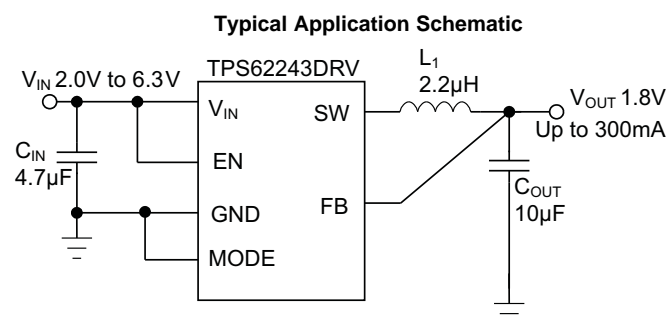 Typical Application Schematic
TPS62243DRV
VIN 2.0V to 6.3V
L1
2.2µH
VIN
SW
VOUT 1.8V
Up to 300mA
CIN
4.7µF
EN
COUT
10µF
GND
FB
MODE